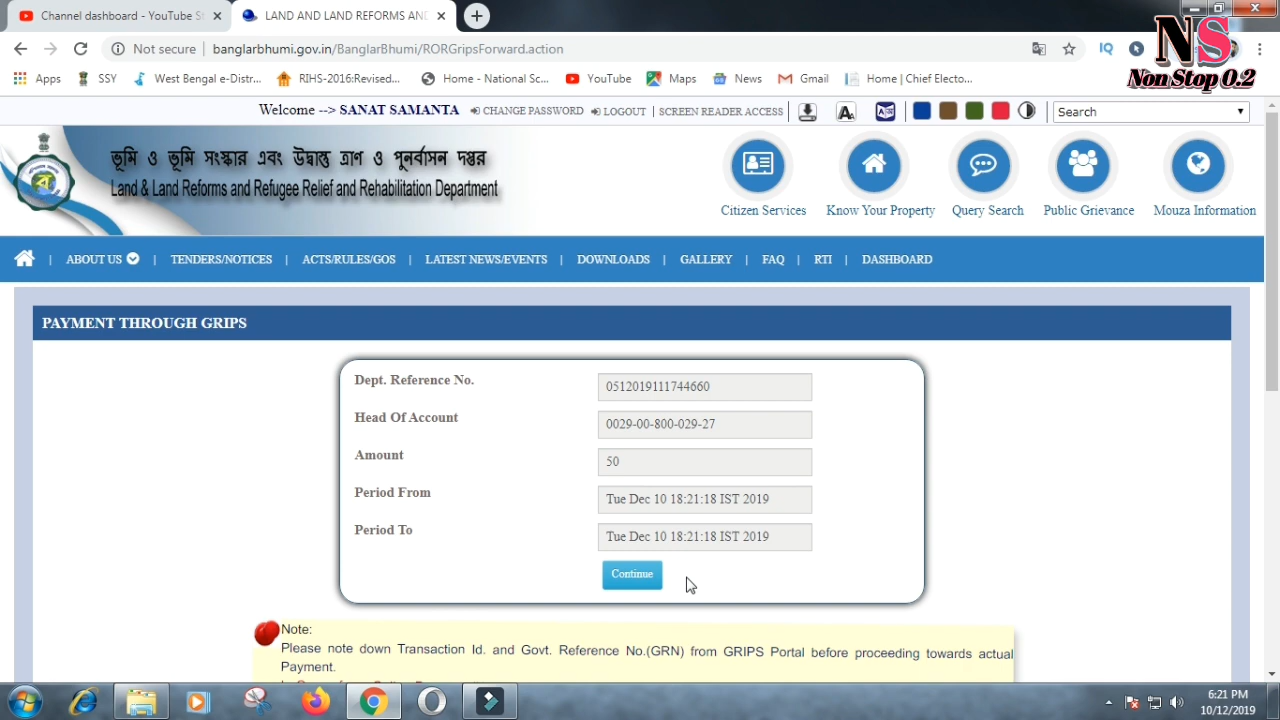 Channel dashboard - YouTube St
LAND AND LAND REFORMS AND
Not secure
banglarbhumi.gov.in/BanglarBhumi/RORGripsForward.action
NS
Non Stop 0.2
Apps
SSY
West Bengal e-Distr...
RIHS-2016:Revised...
Home - National Sc...
YouTube
Maps
News
Gmail
Home | Chief Electo...
Welcome --> SANAT SAMANTA
CHANGE PASSWORD
LOGOUT
SCREEN READER ACCESS
Search
ভূমি ও ভূমি সংস্কার এবং উদ্বাস্তু ত্রাণ ও পুনর্বাসন দপ্তর
Land & Land Reforms and Refugee Relief and Rehabilitation Department
Citizen Services
Know Your Property
Query Search
Public Grievance
Mouza Information
ABOUT US
TENDERS/NOTICES
ACTS/RULES/GOS
LATEST NEWS/EVENTS
DOWNLOADS
GALLERY
FAQ
RTI
DASHBOARD
PAYMENT THROUGH GRIPS
Dept. Reference No.
0512019111744660
Head Of Account
0029-00-800-029-27
Amount
50
Period From
Tue Dec 10 18:21:18 IST 2019
Period To
Tue Dec 10 18:21:18 IST 2019
Continue
Note:
Please note down Transaction Id. and Govt. Reference No.(GRN) from GRIPS Portal before proceeding towards actual
Payment.
6:21 PM
10/12/2019